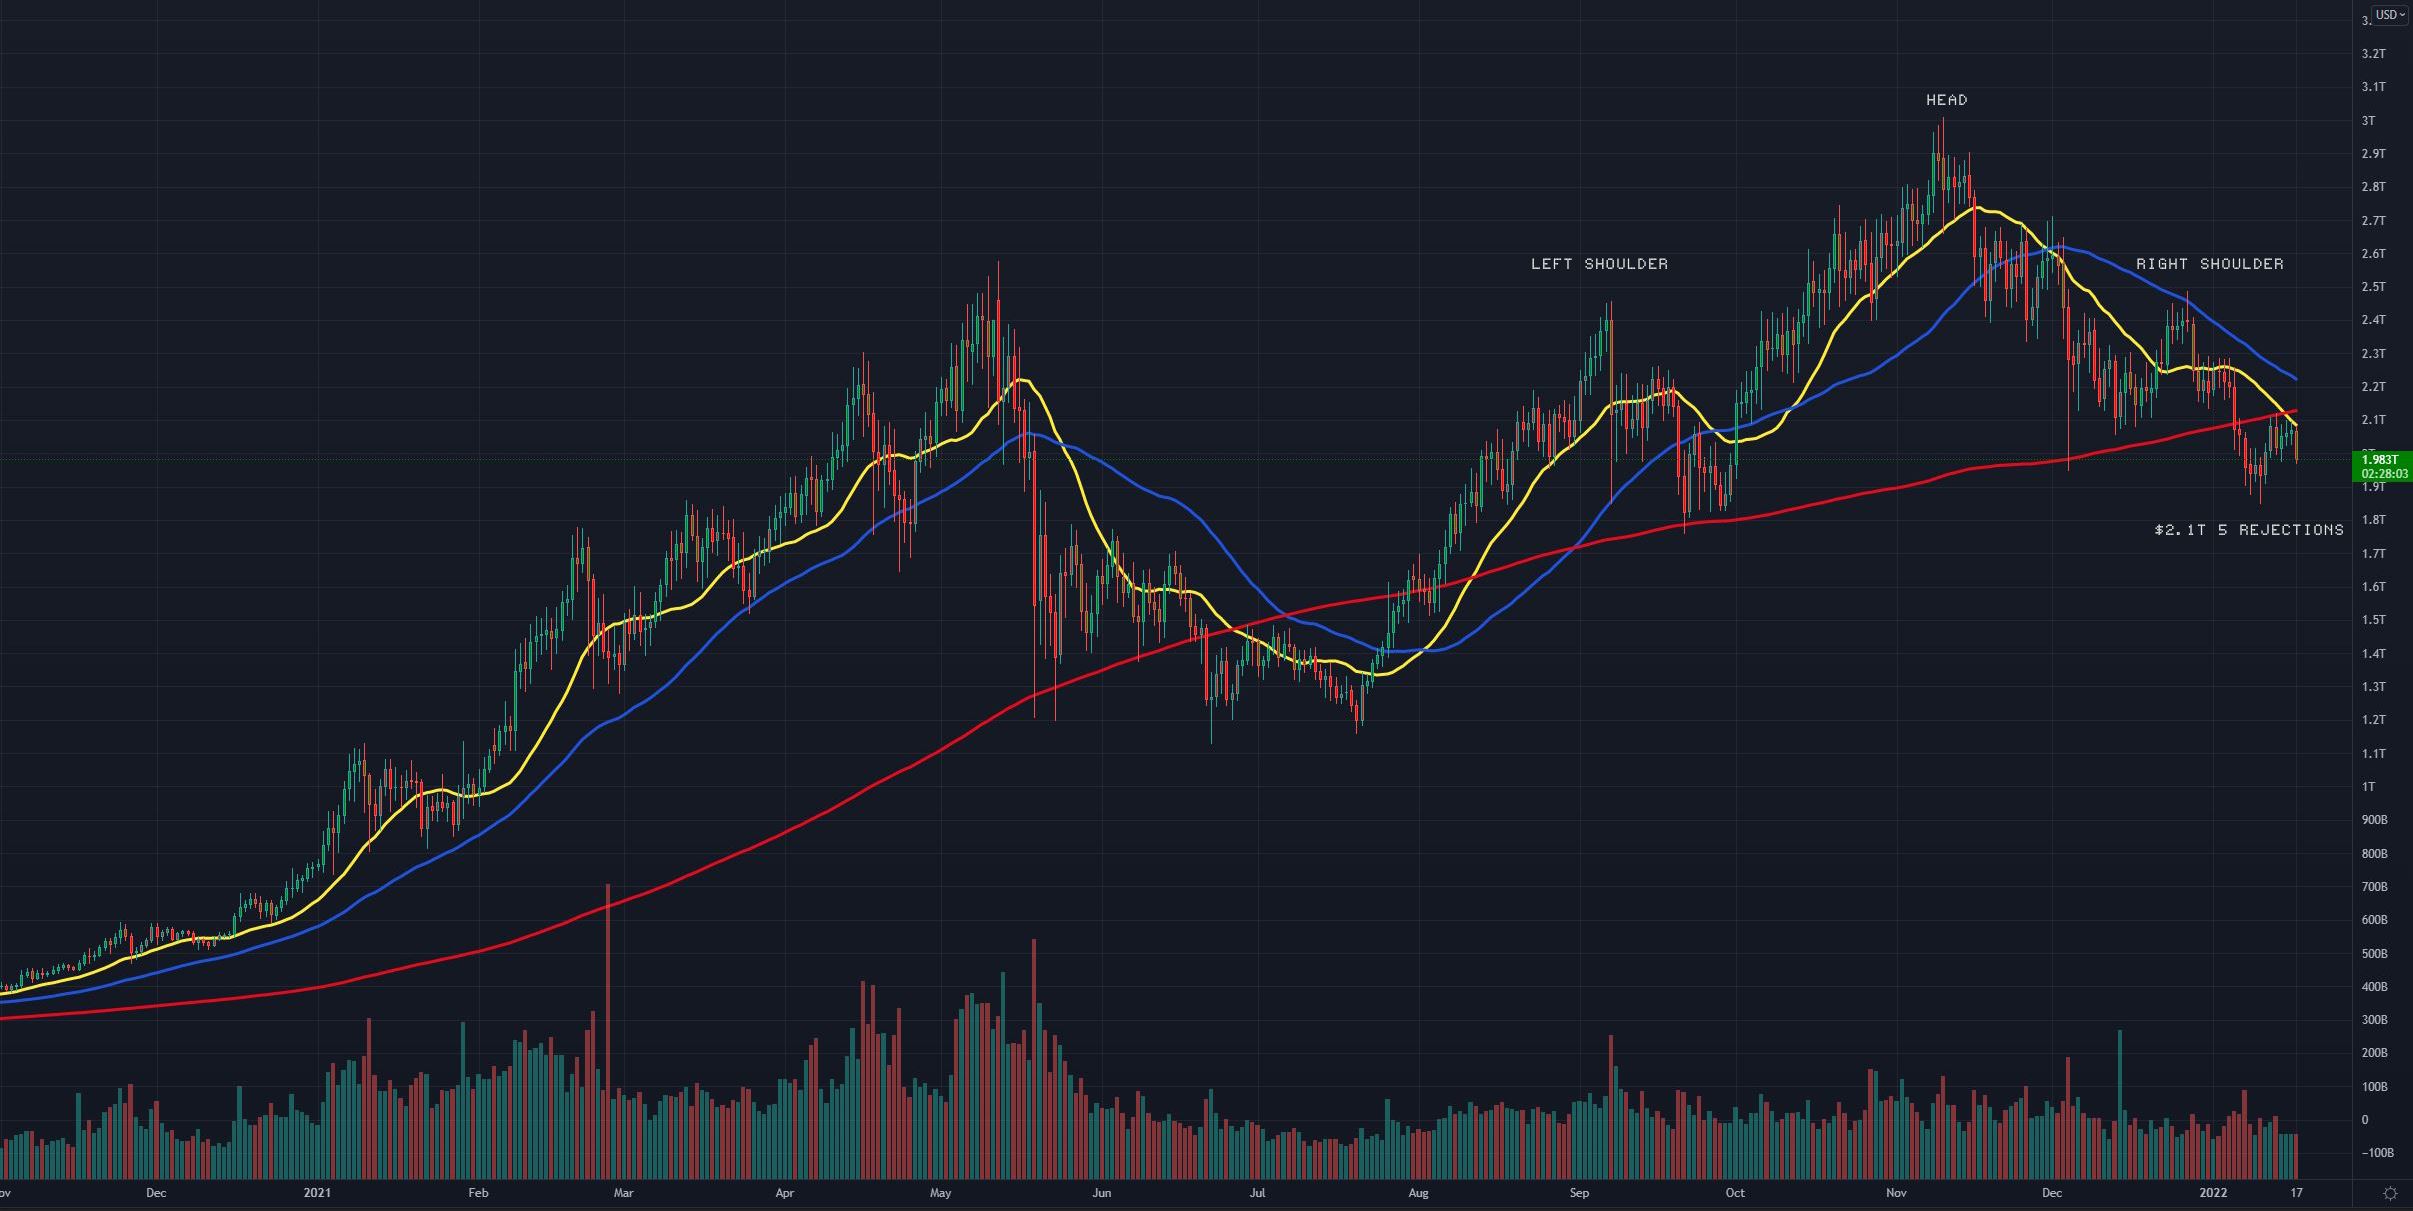 USD
3.2T
3.1T
HEAD
3T
2.9T
2.8T
2.7T
LEFT SHOULDER
RIGHT SHOULDER
2.6T
2.5T
2.4T
2.3T
2.2T
2.1T
1.983T
02:28:03
1.9T
$2.1T 5 REJECTIONS
1.8T
1.7T
1.6T
1.5T
1.4T
1.3T
1.2T
1.1T
1T
900B
800B
700B
600B
500B
400B
300B
200B
100B
0
-100B
ov Dec 2021 Feb Mar Apr May Jun Jul Aug Sep Oct Nov Dec 2022 17